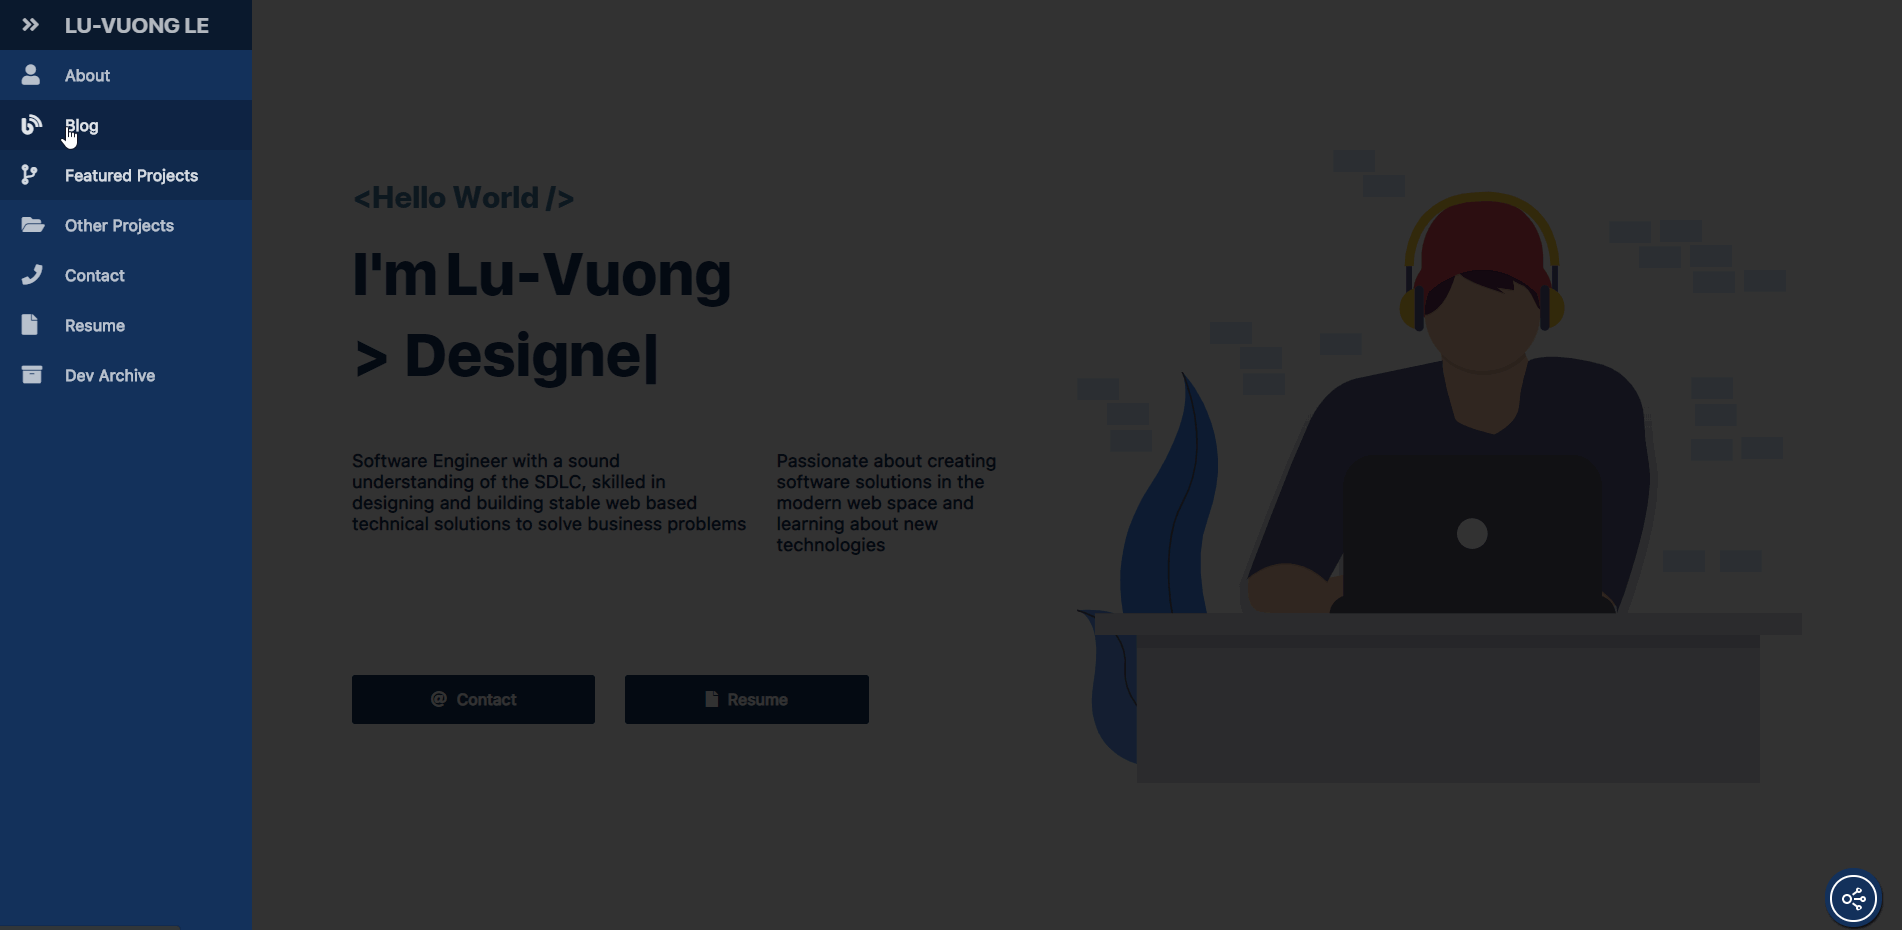 LU-VUONG LE
About
Blog
Featured Projects
Other Projects
Contact
Resume
Dev Archive
<Hello World />
I'm Lu-Vuong
> Designe|
Software Engineer with a sound
understanding of the SDLC, skilled in
designing and building stable web based
technical solutions to solve business problems
Passionate about creating
software solutions in the
modern web space and
learning about new
technologies
@ Contact
Resume